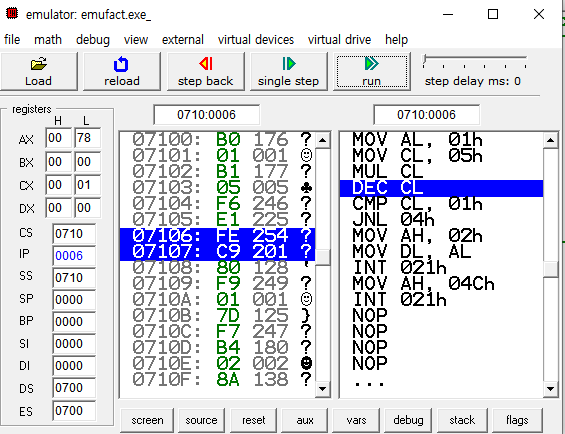 emulator: emufact.exe_
file math debug view external virtual devices virtual drive help
Load reload step back single step run step delay ms: 0
registers
H L
0710:0006 0710:0006
AX 00 78
BX 00 00
CX 00 01
DX 00 00
CS 0710
IP 0006
SS 0710
SP 0000
BP 0000
SI 0000
DI 0000
DS 0700
ES 0700
07100: B0 176 ?
07101: 01 001 ☺
07102: B1 177 ?
07103: 05 005 ♣
07104: F6 246 ?
07105: E1 225 ?
07106: FE 254 ?
07107: C9 201 ?
07108: 80 128
07109: F9 249 ?
0710A: 01 001 ☺
0710B: 7D 125 }
0710C: F7 247 ?
0710D: B4 180 ?
0710E: 02 002 ☻
0710F: 8A 138 ?
MOV AL, 01h
MOV CL, 05h
MUL CL
DEC CL
CMP CL, 01h
JNL 04h
MOV AH, 02h
MOV DL, AL
INT 021h
MOV AH, 04Ch
INT 021h
NOP
NOP
NOP
NOP
...
screen source reset aux vars debug stack flags